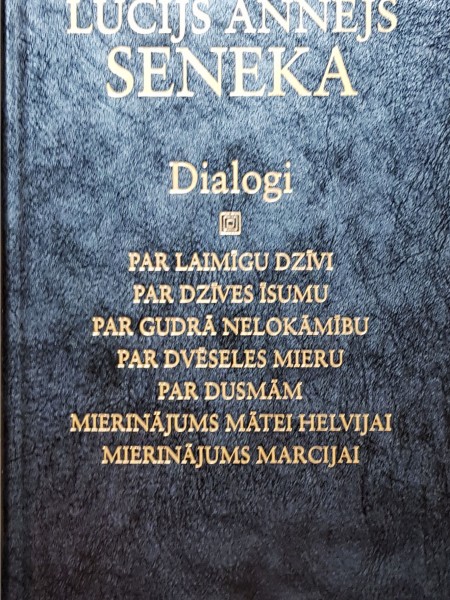 LŪCIJS ANNEJS
SENEKA
Dialogi
PAR LAIMĪGU DZĪVI
PAR DZĪVES ĪSUMU
PAR GUDRĀ NELOKĀMĪBU
PAR DVĒSELES MIERU
PAR DUSMĀM
MIERINĀJUMS MĀTEI HELVIJAI
MIERINĀJUMS MARCIJAI